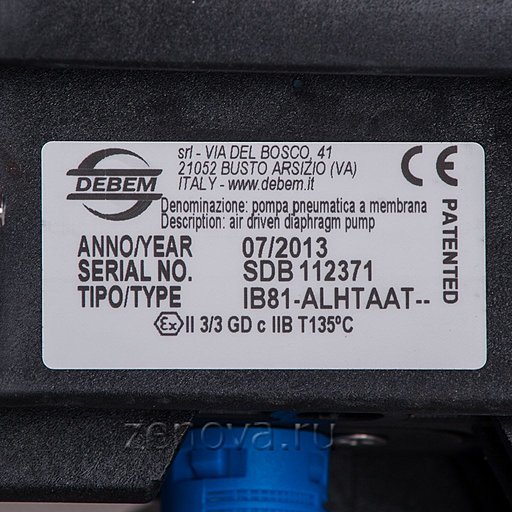 DEBEM
srl - VIA DEL BOSCO, 41
21052 BUSTO ARSIZIO (VA)
ITALY - www.debem.it
CE
PATENTED
Denominazione: pompa pneumatica a membrana
Description: air driven diaphragm pump
ANNO/YEAR 07/2013
SERIAL NO. SDB 112371
TIPO/TYPE IB81-ALHTAAT--
Ex II 3/3 GD c IIB T135°C
zenova.ru